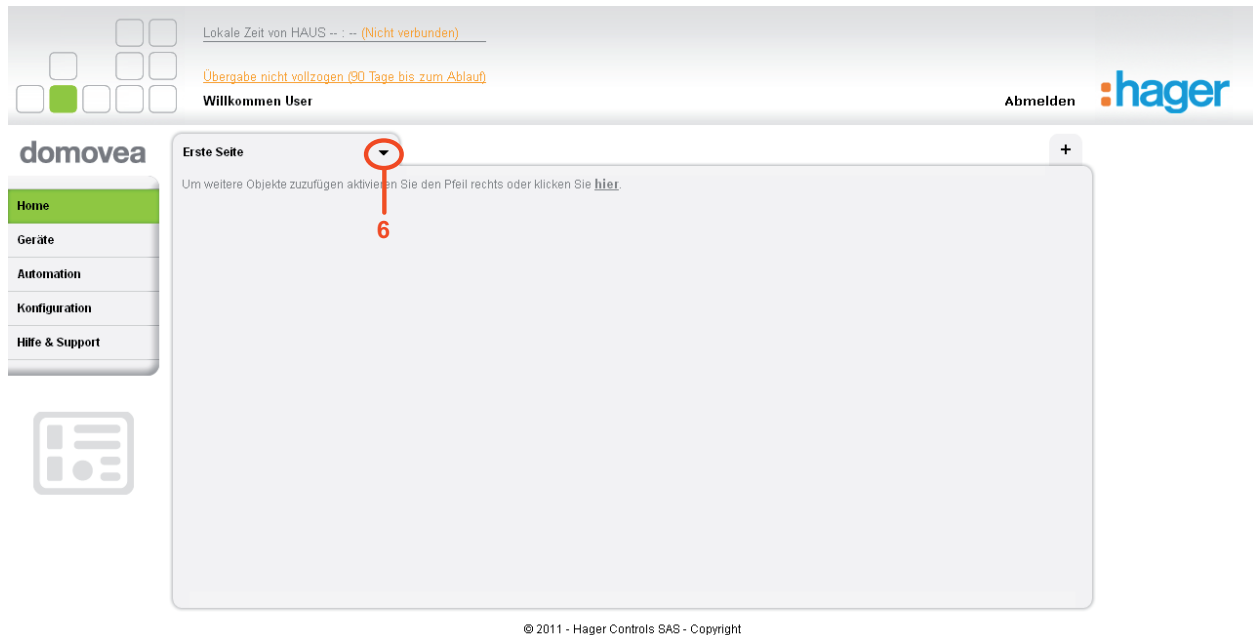 Lokale Zeit von HAUS -- : -- (Nicht verbunden)
Übergabe nicht vollzogen (90 Tage bis zum Ablauf)
Willkommen User
Abmelden
:hager
domovea
Erste Seite
+
Um weitere Objekte zuzufügen aktivieren Sie den Pfeil rechts oder klicken Sie hier.
6
Home
Geräte
Automation
Konfiguration
Hilfe & Support
© 2011 - Hager Controls SAS - Copyright